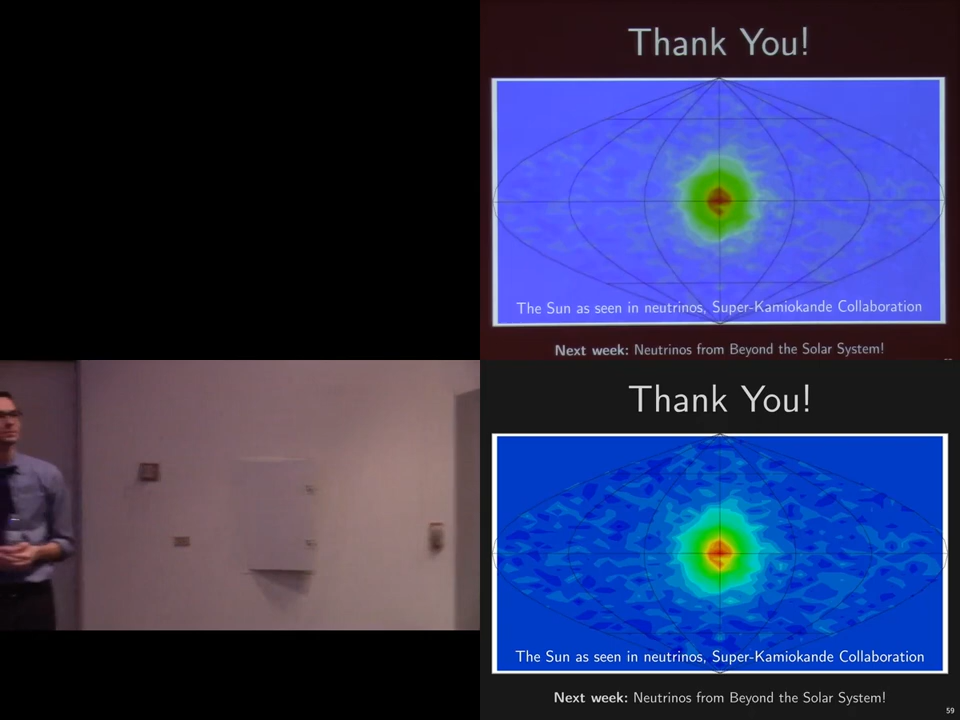 Thank You!
The Sun as seen in neutrinos, Super-Kamiokande Collaboration
Next week: Neutrinos from Beyond the Solar System!
Thank You!
The Sun as seen in neutrinos, Super-Kamiokande Collaboration
Next week: Neutrinos from Beyond the Solar System!
59